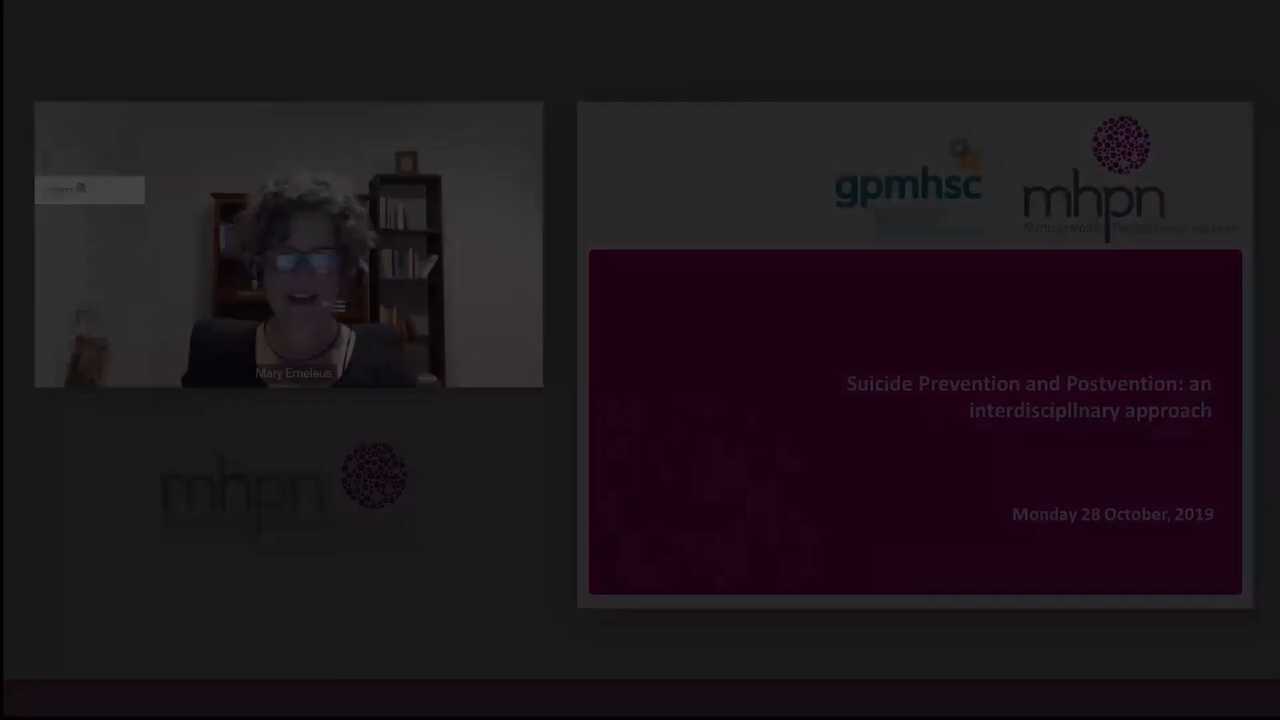 Mary Emeleus
mhpn
gpmhsc
mhpn
Suicide Prevention and Postvention: an
interdisciplinary approach
Monday 28 October, 2019